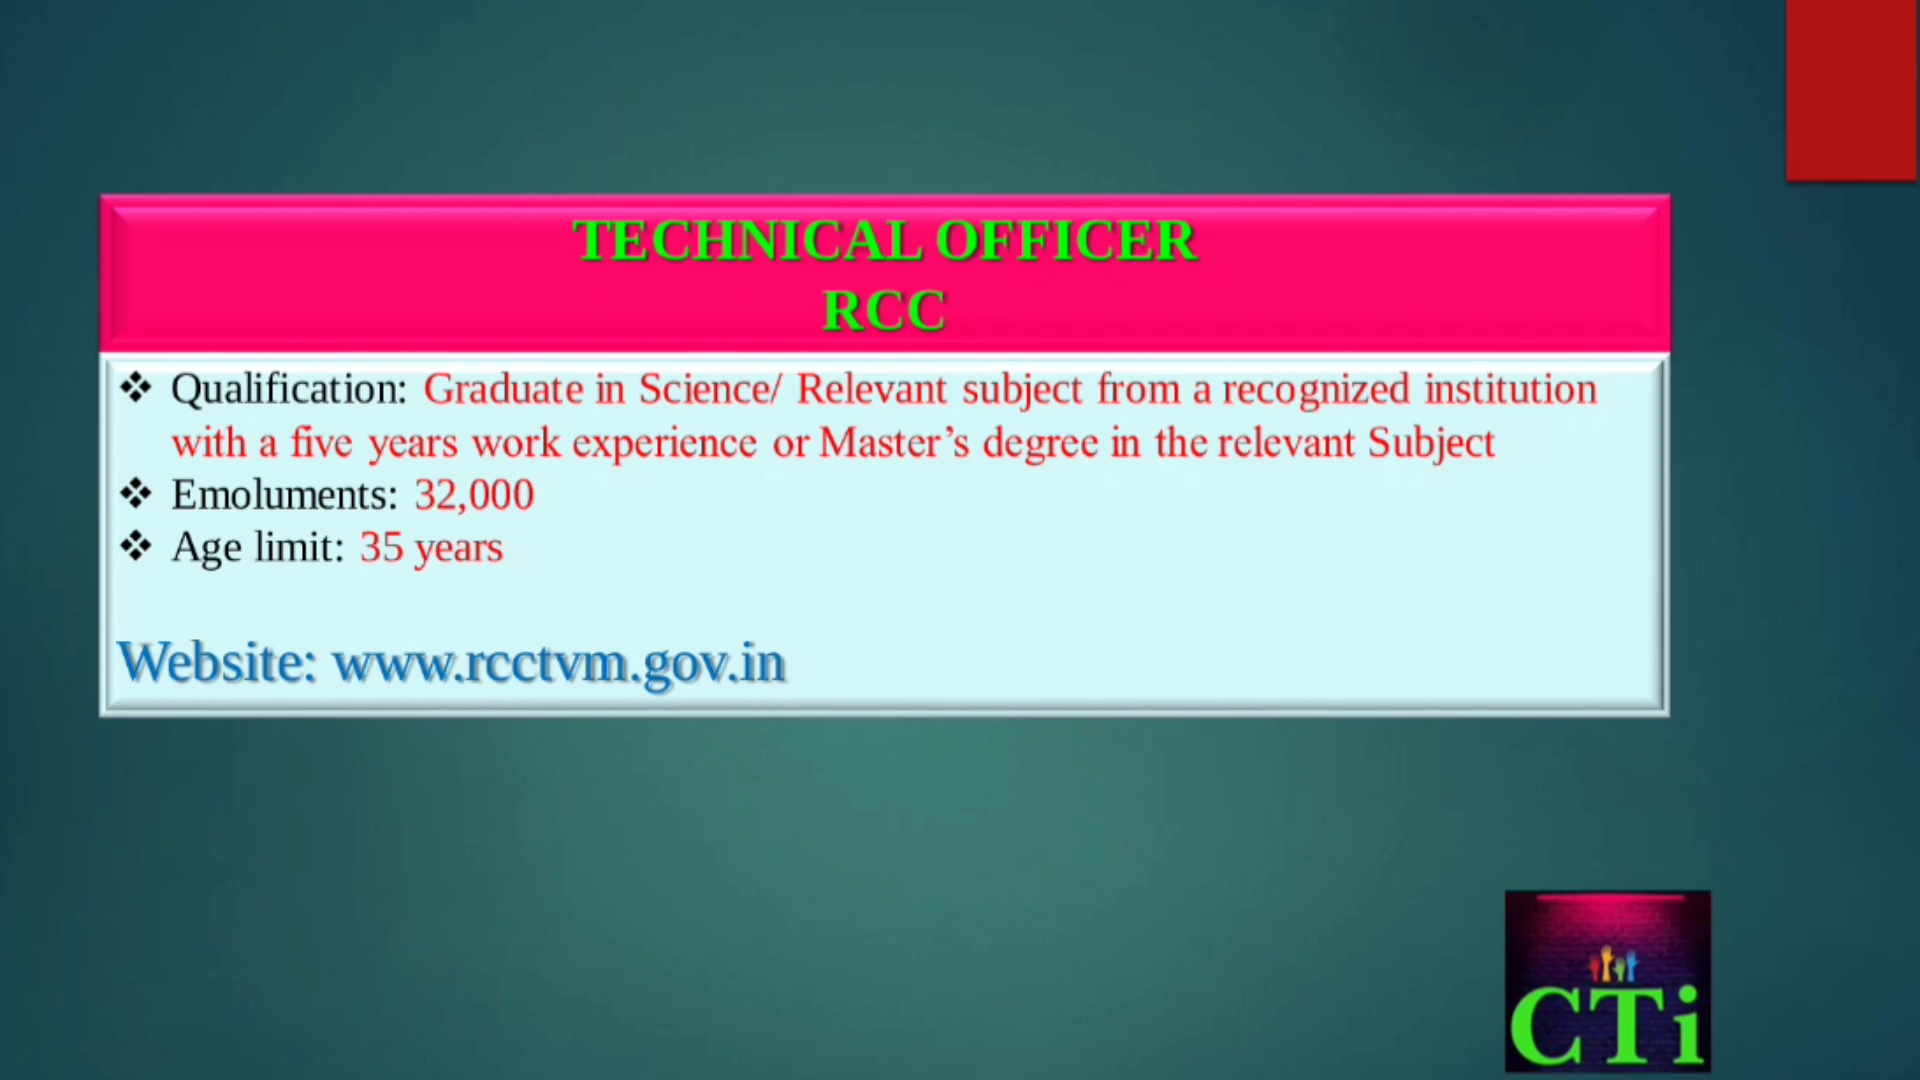 TECHNICAL OFFICER
RCC
❖ Qualification: Graduate in Science/ Relevant subject from a recognized institution
with a five years work experience or Master’s degree in the relevant Subject
❖ Emoluments: 32,000
❖ Age limit: 35 years
Website: www.rcctvm.gov.in
CTi